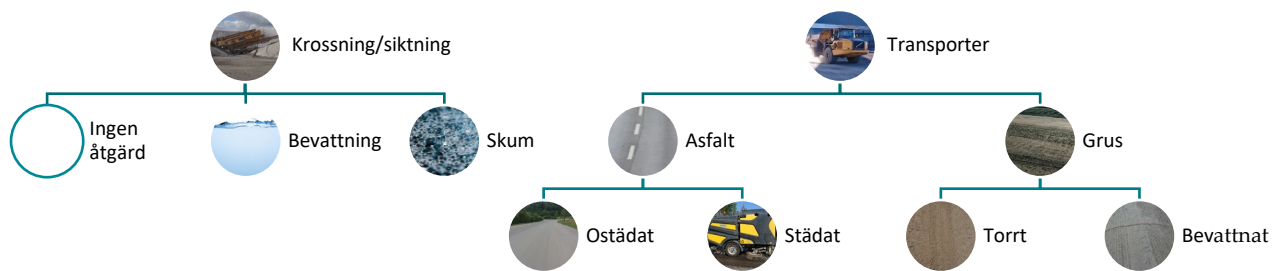 Krossning/siktning
Transporter
Ingen
åtgärd
Bevattning
Skum
Asfalt
Grus
Ostädat
Städat
Torrt
Bevattnat